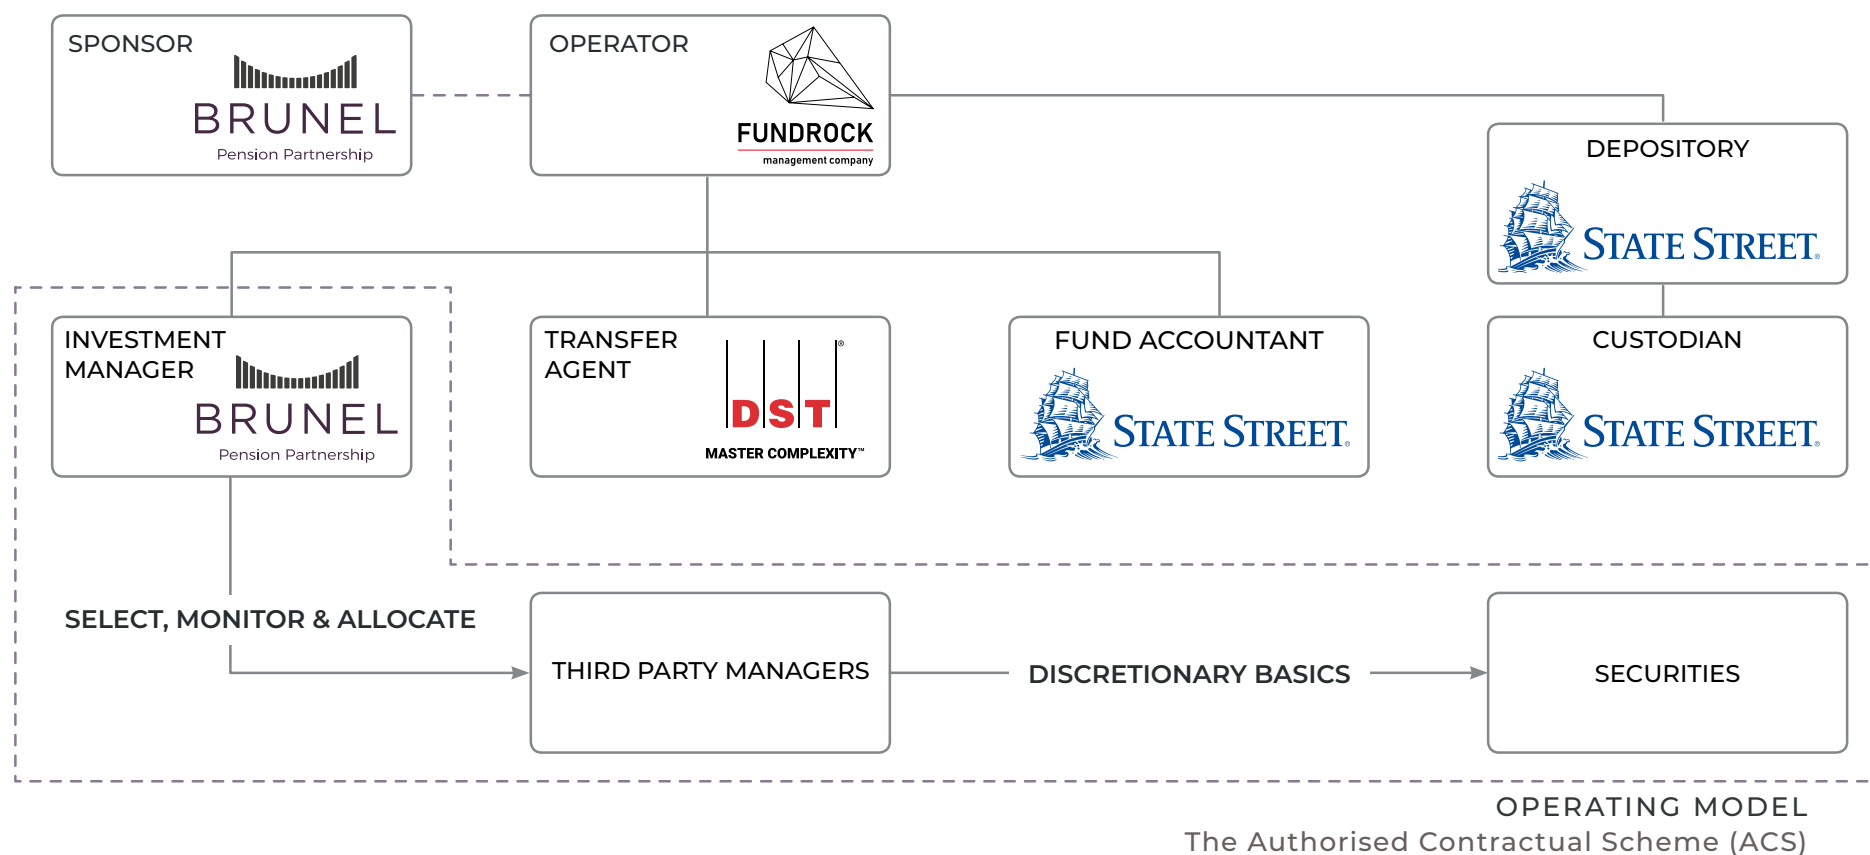 SPONSOR
BRUNEL
Pension Partnership
OPERATOR
FUNDROCK
management company
DEPOSITORY
STATE STREET®
INVESTMENT
MANAGER
BRUNEL
Pension Partnership
TRANSFER
AGENT
®
DST
MASTER COMPLEXITY™
FUND ACCOUNTANT
STATE STREET®
CUSTODIAN
STATE STREET®
SELECT, MONITOR & ALLOCATE
THIRD PARTY MANAGERS
DISCRETIONARY BASICS
SECURITIES
OPERATING MODEL
The Authorised Contractual Scheme (ACS)